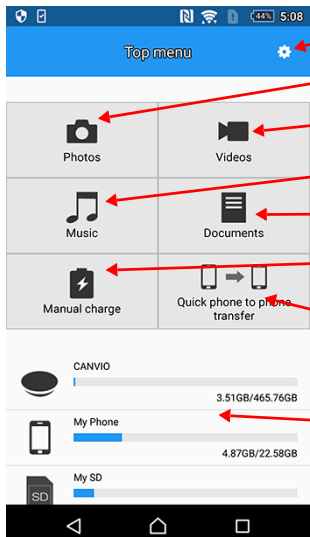 44% 5:08
Top menu
Photos
Videos
Music
Documents
Manual charge
Quick phone to phone
transfer
CANVIO
3.51GB/465.76GB
My Phone
4.87GB/22.58GB
My SD
SD